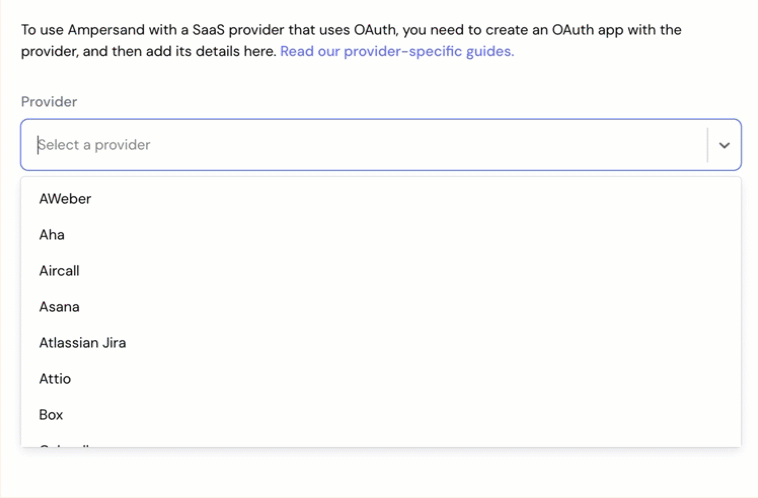 To use Ampersand with a SaaS provider that uses OAuth, you need to create an OAuth app with the
provider, and then add its details here. Read our provider-specific guides.
Provider
Select a provider
AWeber
Aha
Aircall
Asana
Atlassian Jira
Attio
Box